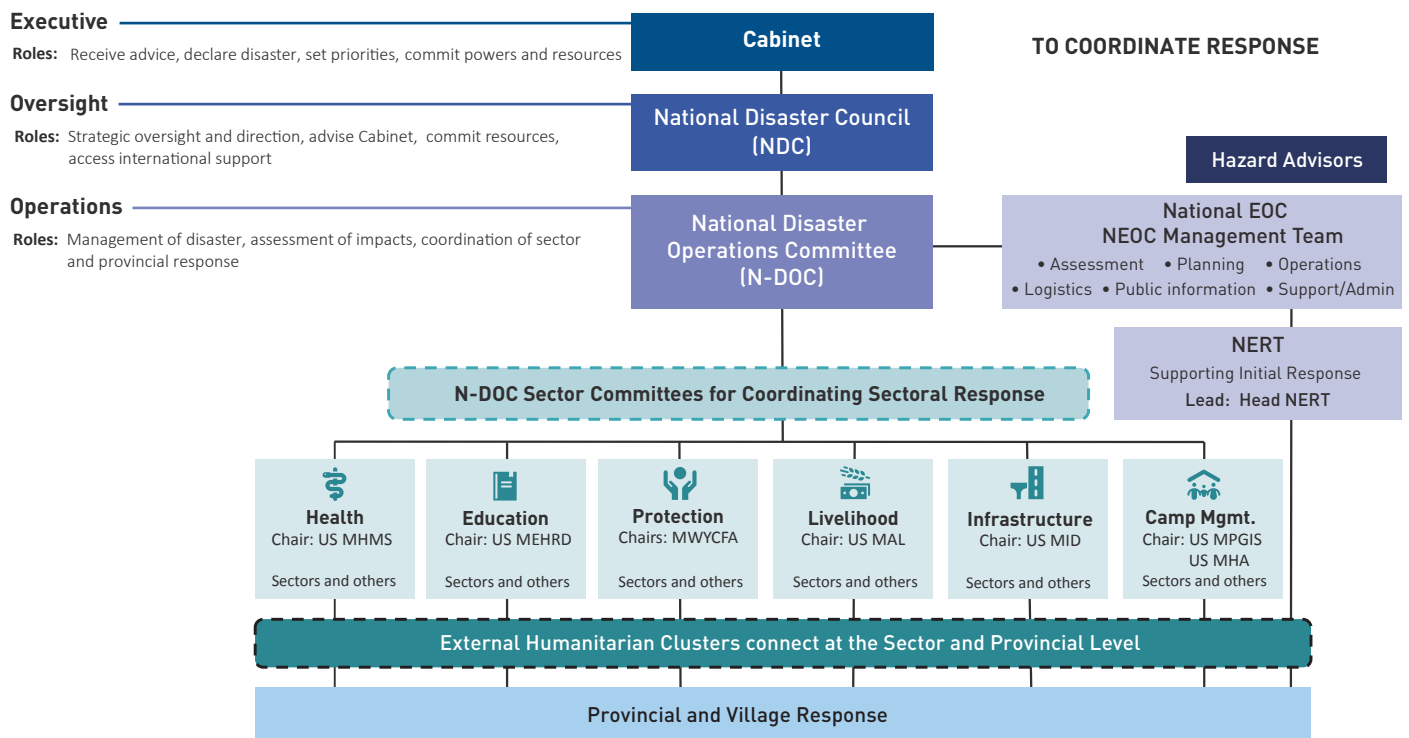 Executive
Roles: Receive advice, declare disaster, set priorities, commit powers and resources
Cabinet
TO COORDINATE RESPONSE
Oversight
Roles: Strategic oversight and direction, advise Cabinet, commit resources,
access international support
National Disaster Council
(NDC)
Hazard Advisors
Operations
Roles: Management of disaster, assessment of impacts, coordination of sector
and provincial response
National Disaster
Operations Committee
(N-DOC)
National EOC
NEOC Management Team
• Assessment • Planning • Operations
• Logistics • Public information • Support/Admin
NERT
Supporting Initial Response
Lead: Head NERT
N-DOC Sector Committees for Coordinating Sectoral Response
Health
Chair: US MHMS
Sectors and others
Education
Chair: US MEHRD
Sectors and others
Protection
Chairs: MWYCFA
Sectors and others
Livelihood
Chair: US MAL
Sectors and others
Infrastructure
Chair: US MID
Sectors and others
Camp Mgmt.
Chair: US MPGIS
US MHA
Sectors and others
External Humanitarian Clusters connect at the Sector and Provincial Level
Provincial and Village Response